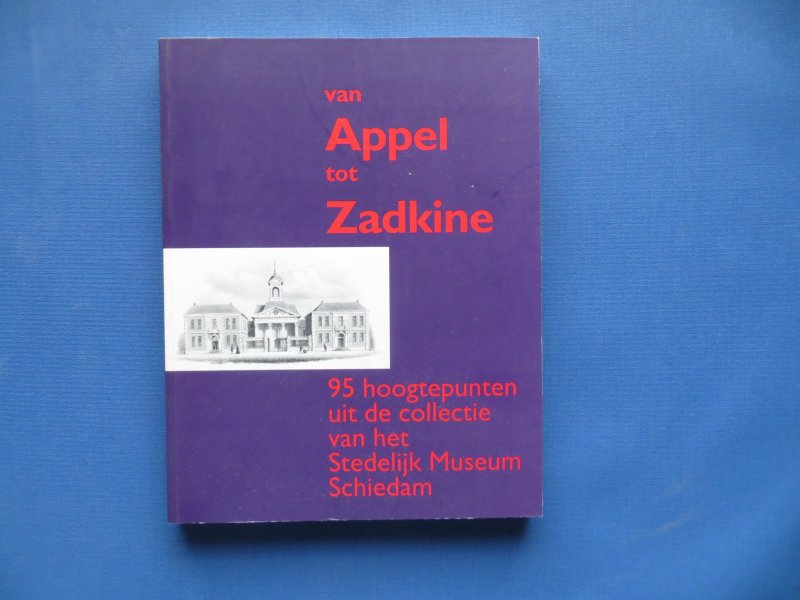 van
Appel
tot
Zadkine
95 hoogtepunten
uit de collectie
van het
Stedelijk Museum
Schiedam